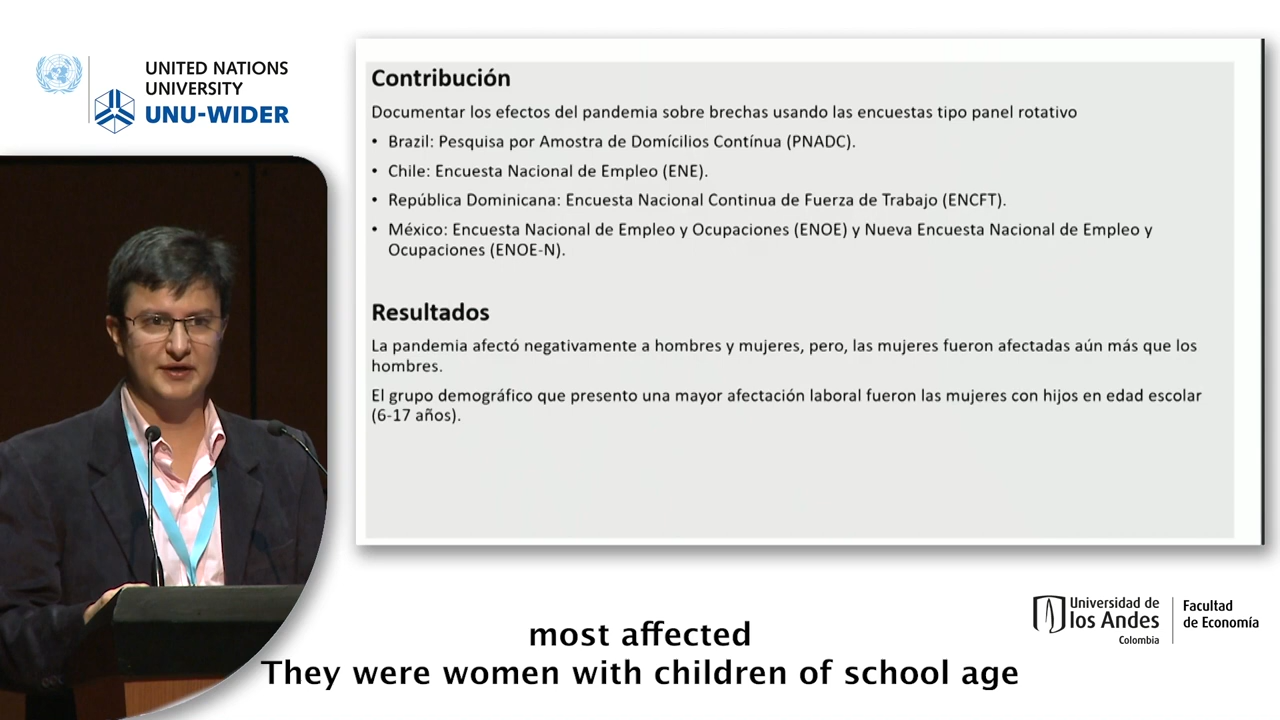 UNITED NATIONS
UNIVERSITY
UNU-WIDER
Contribución
Documentar los efectos del pandemia sobre brechas usando las encuestas tipo panel rotativo
• Brazil: Pesquisa por Amostra de Domícilios Contínua (PNADC).
• Chile: Encuesta Nacional de Empleo (ENE).
• República Dominicana: Encuesta Nacional Continua de Fuerza de Trabajo (ENCFT).
• México: Encuesta Nacional de Empleo y Ocupaciones (ENOE) y Nueva Encuesta Nacional de Empleo y
Ocupaciones (ENOE-N).
Resultados
La pandemia afectó negativamente a hombres y mujeres, pero, las mujeres fueron afectadas aún más que los
hombres.
El grupo demográfico que presento una mayor afectación laboral fueron las mujeres con hijos en edad escolar
(6-17 años).
Universidad de
los Andes
Colombia
Facultad
de Economía
most affected
They were women with children of school age